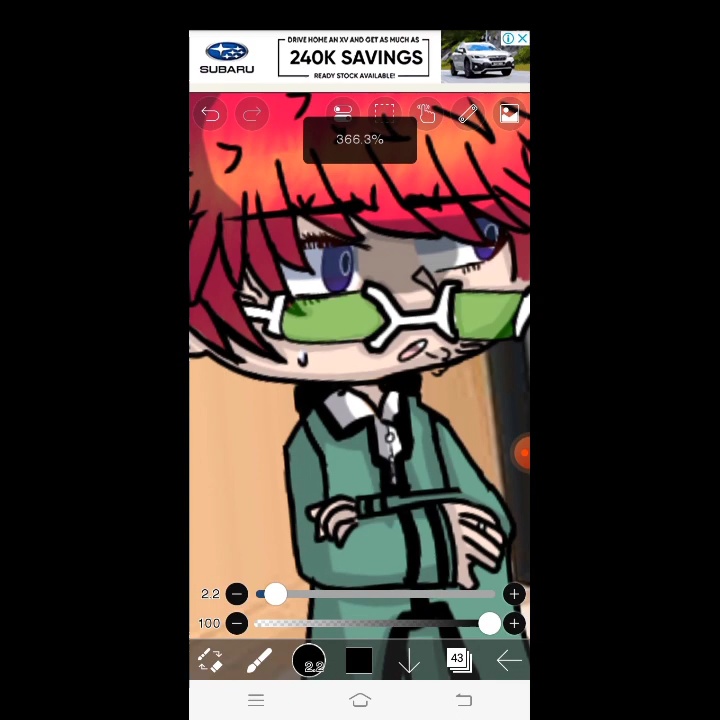 DRIVE HOME AN XV AND GET AS MUCH AS
240K SAVINGS
READY STOCK AVAILABLE!
SUBARU
366.3%
2.2
100
2.2
43